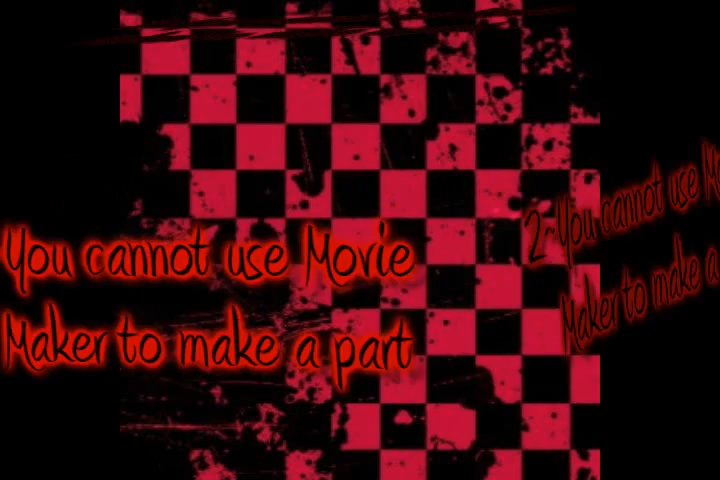 You cannot use Movie
Maker to make a part
2~You cannot use
Maker to make a